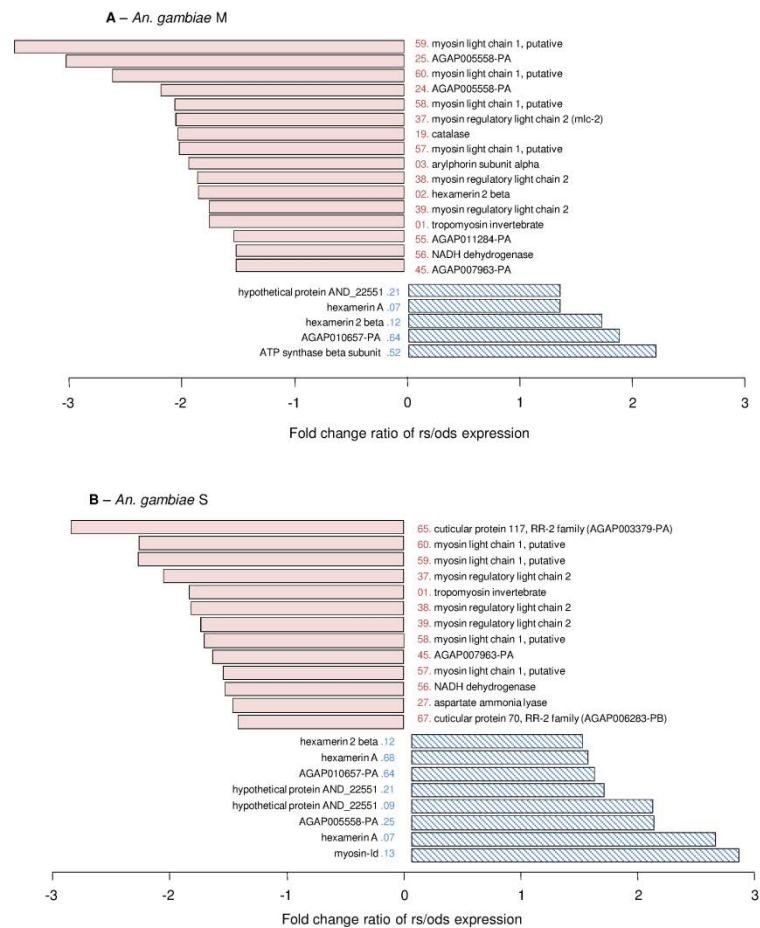 A – An. gambiae M
59. myosin light chain 1, putative
25. AGAP005558-PA
60. myosin light chain 1, putative
24. AGAP005558-PA
58. myosin light chain 1, putative
37. myosin regulatory light chain 2 (mlc-2)
19. catalase
57. myosin light chain 1, putative
03. arylphorin subunit alpha
38. myosin regulatory light chain 2
02. hexamerin 2 beta
39. myosin regulatory light chain 2
01. tropomyosin invertebrate
55. AGAP011284-PA
56. NADH dehydrogenase
45. AGAP007963-PA
hypothetical protein AND_22551 .21
hexamerin A .07
hexamerin 2 beta .12
AGAP010657-PA .64
ATP synthase beta subunit .52
-3 -2 -1 0 1 2 3
Fold change ratio of rs/ods expression
B – An. gambiae S
65. cuticular protein 117, RR-2 family (AGAP003379-PA)
60. myosin light chain 1, putative
59. myosin light chain 1, putative
37. myosin regulatory light chain 2
01. tropomyosin invertebrate
38. myosin regulatory light chain 2
39. myosin regulatory light chain 2
58. myosin light chain 1, putative
45. AGAP007963-PA
57. myosin light chain 1, putative
56. NADH dehydrogenase
27. aspartate ammonia lyase
67. cuticular protein 70, RR-2 family (AGAP006283-PB)
hexamerin 2 beta .12
hexamerin A .68
AGAP010657-PA .64
hypothetical protein AND_22551 .21
hypothetical protein AND_22551 .09
AGAP005558-PA .25
hexamerin A .07
myosin-Id .13
-3 -2 -1 0 1 2 3
Fold change ratio of rs/ods expression